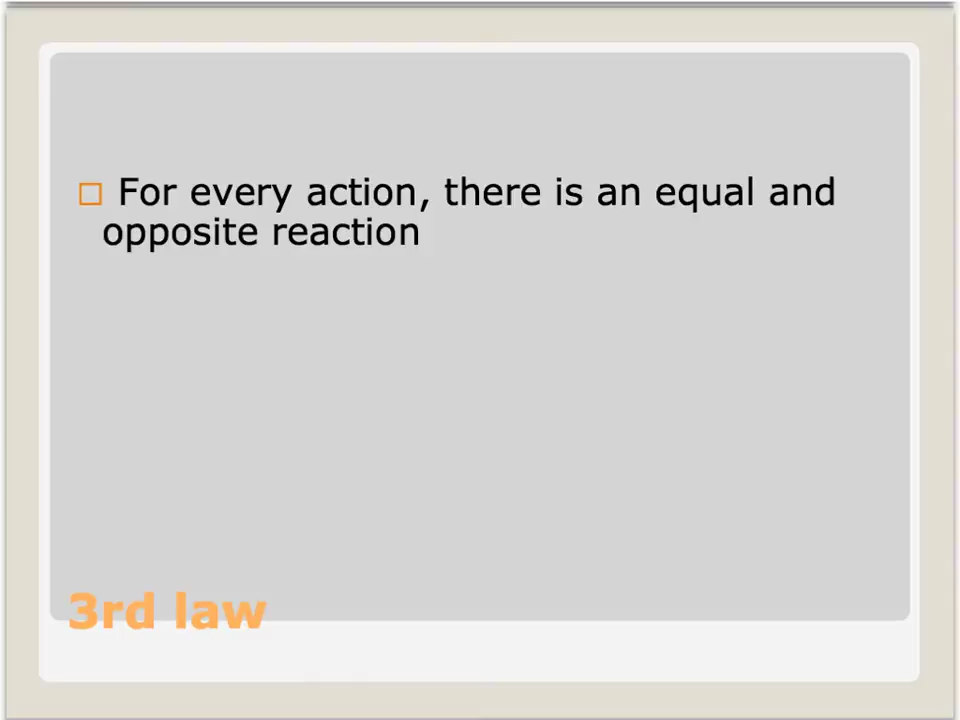 For every action, there is an equal and
opposite reaction
3rd law